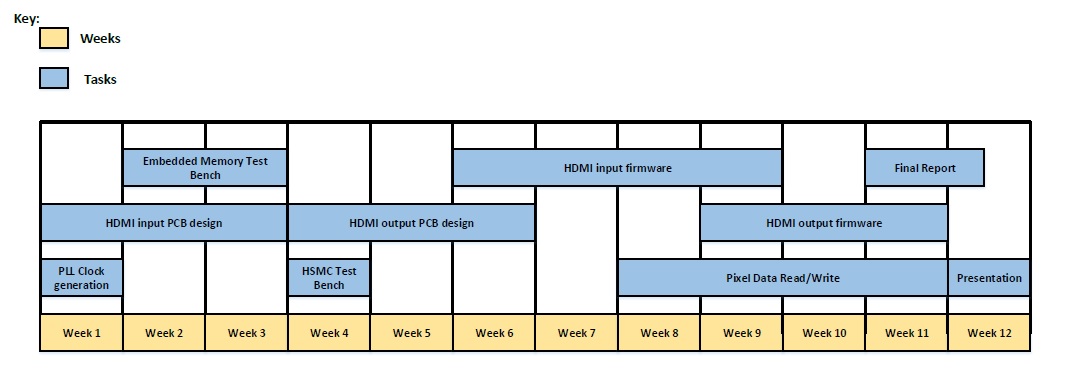 Key:
Weeks
Tasks
Embedded Memory Test
Bench
HDMI input firmware
Final Report
HDMI input PCB design
HDMI output PCB design
HDMI output firmware
PLL Clock
generation
HSMC Test
Bench
Pixel Data Read/Write
Presentation
Week 1
Week 2
Week 3
Week 4
Week 5
Week 6
Week 7
Week 8
Week 9
Week 10
Week 11
Week 12